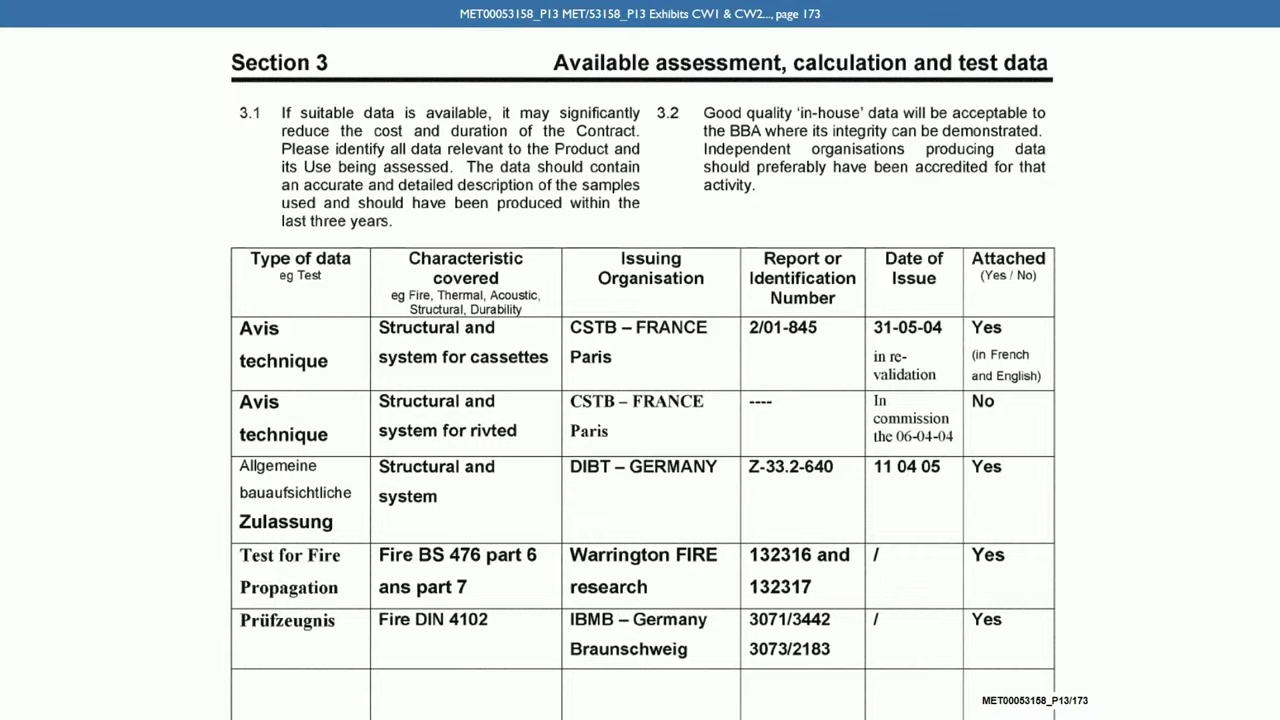 MET00053158_P13 MET/53158_P13 Exhibits CW1 & CW2..., page 173
Section 3
Available assessment, calculation and test data
3.1 If suitable data is available, it may significantly
reduce the cost and duration of the Contract.
Please identify all data relevant to the Product and
its Use being assessed. The data should contain
an accurate and detailed description of the samples
used and should have been produced within the
last three years.
3.2 Good quality 'in-house' data will be acceptable to
the BBA where its integrity can be demonstrated.
Independent organisations producing data
should preferably have been accredited for that
activity.
Type of data
eg Test
Characteristic
covered
eg Fire, Thermal, Acoustic,
Structural, Durability
Issuing
Organisation
Report or
Identification
Number
Date of
Issue
Attached
(Yes / No)
Avis
technique
Structural and
system for cassettes
CSTB – FRANCE
Paris
2/01-845
31-05-04
in re-
validation
Yes
(in French
and English)
Avis
technique
Structural and
system for rivted
CSTB – FRANCE
Paris
----
In
commission
the 06-04-04
No
Allgemeine
bauaufsichtliche
Zulassung
Structural and
system
DIBT – GERMANY
Z-33.2-640
11 04 05
Yes
Test for Fire
Propagation
Fire BS 476 part 6
ans part 7
Warrington FIRE
research
132316 and
132317
/
Yes
Prüfzeugnis
Fire DIN 4102
IBMB – Germany
Braunschweig
3071/3442
3073/2183
/
Yes
MET00053158_P13/173